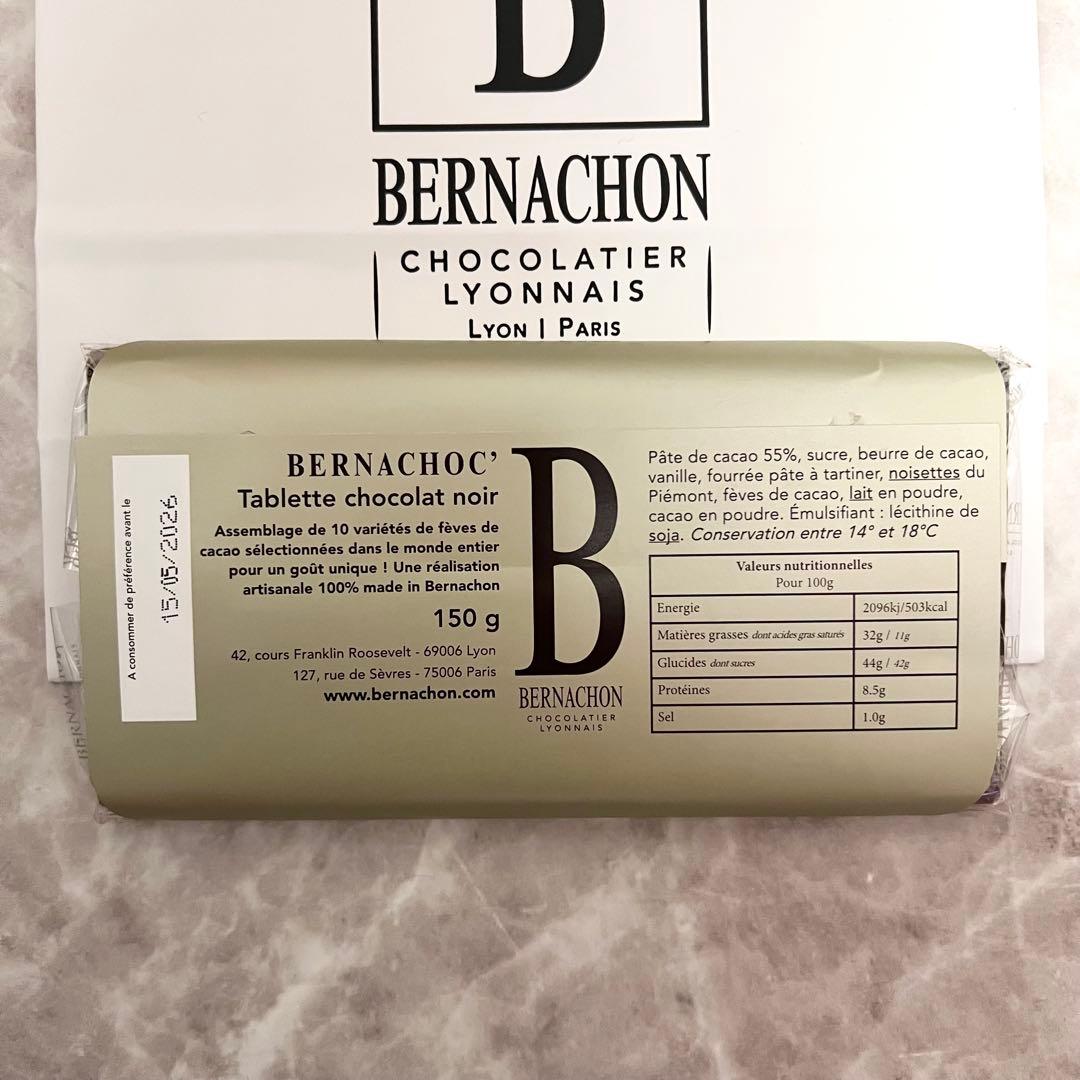 B
BERNACHON
CHOCOLATIER
LYONNAIS
LYON | PARIS
A consommer de préférence avant le
15/05/2026
BERNACHOC'
Tablette chocolat noir
Assemblage de 10 variétés de fèves de
cacao sélectionnées dans le monde entier
pour un goût unique ! Une réalisation
artisanale 100% made in Bernachon
150 g
42, cours Franklin Roosevelt - 69006 Lyon
127, rue de Sèvres - 75006 Paris
www.bernachon.com
B
BERNACHON
CHOCOLATIER
LYONNAIS
Pâte de cacao 55%, sucre, beurre de cacao,
vanille, fourrée pâte à tartiner, noisettes du
Piémont, fèves de cacao, lait en poudre,
cacao en poudre. Émulsifiant : lécithine de
soja. Conservation entre 14° et 18°C
Valeurs nutritionnelles
Pour 100g
Energie 2096kj/503kcal
Matières grasses dont acides gras saturés 32g / 11g
Glucides dont sucres 44g / 42g
Protéines 8.5g
Sel 1.0g